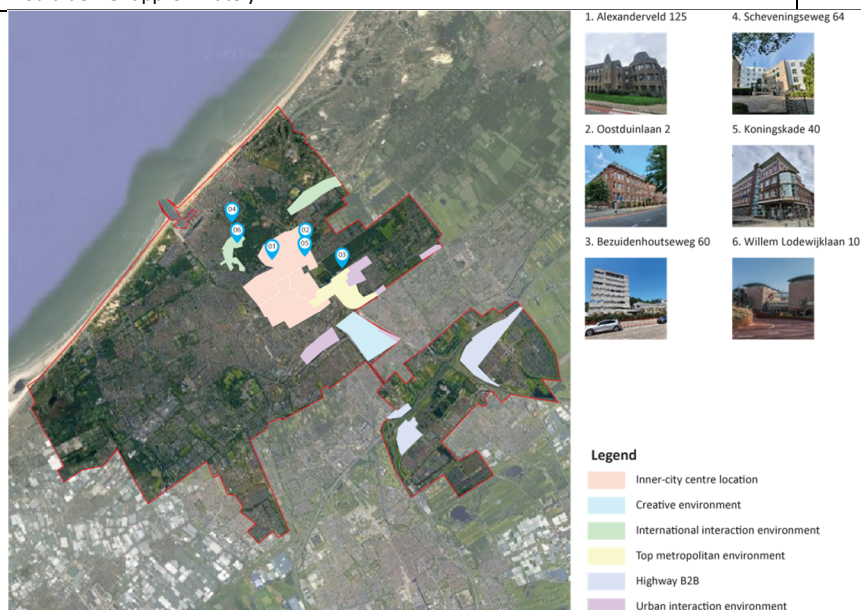 1. Alexanderveld 125
4. Scheveningseweg 64
2. Oostduinlaan 2
5. Koningskade 40
3. Bezuidenhoutseweg 60
6. Willem Lodewijklaan 10
04
06
01
02
05
03
Legend
Inner-city centre location
Creative environment
International interaction environment
Top metropolitan environment
Highway B2B
Urban interaction environment